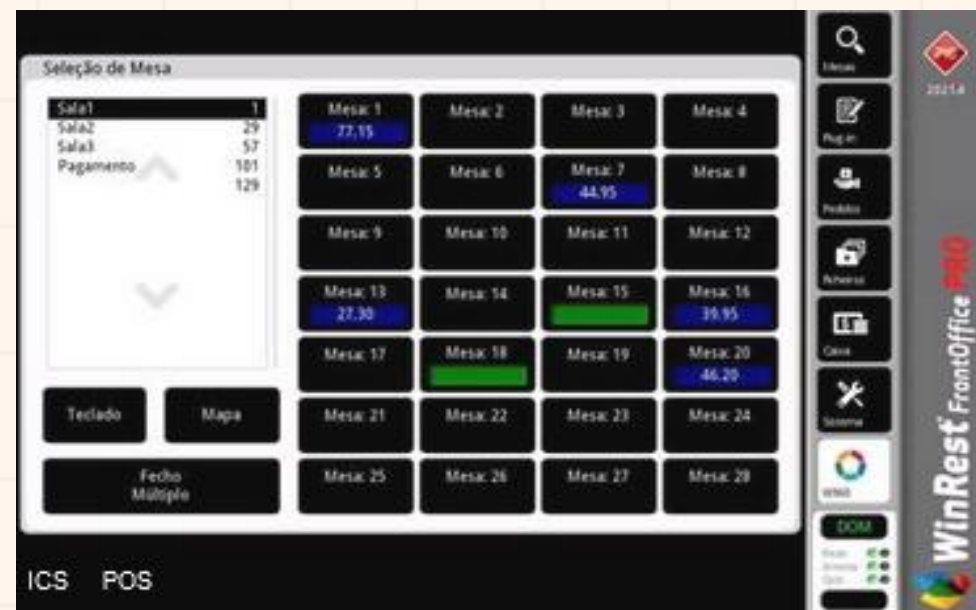 Seleção de Mesa
Sala1 1
Sala2 29
Sala3 57
Pagamento 101
129
Mesa: 1
77.15
Mesa: 2
Mesa: 3
Mesa: 4
Mesa: 5
Mesa: 6
Mesa: 7
44.95
Mesa: 8
Mesa: 9
Mesa: 10
Mesa: 11
Mesa: 12
Mesa: 13
27.30
Mesa: 14
Mesa: 15
Mesa: 16
39.95
Mesa: 17
Mesa: 18
Mesa: 19
Mesa: 20
46.20
Mesa: 21
Mesa: 22
Mesa: 23
Mesa: 24
Mesa: 25
Mesa: 26
Mesa: 27
Mesa: 28
Teclado
Mapa
Fecho
Múltiplo
ICS POS
Mesas
Plug-in
Pedidos
Caixa
Sistema
DOM
WinRest FrontOffice PRO